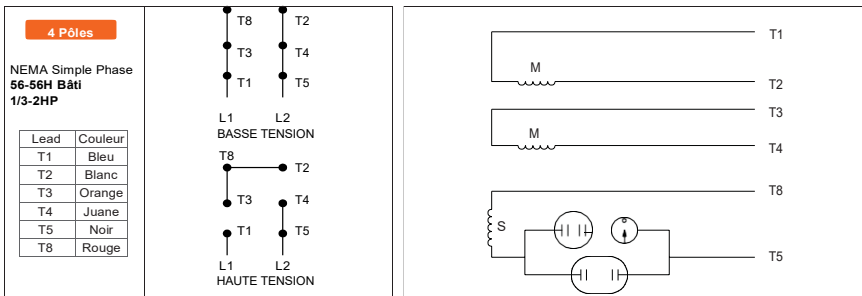 4 Pôles
NEMA Simple Phase
56-56H Bâti
1/3-2HP
Lead Couleur
T1 Bleu
T2 Blanc
T3 Orange
T4 Juane
T5 Noir
T8 Rouge
T8 T2
T3 T4
T1 T5
L1 L2
BASSE TENSION
T8
T2
T3 T4
T1 T5
L1 L2
HAUTE TENSION
T1
M
T2
T3
M
T4
T8
S
T5